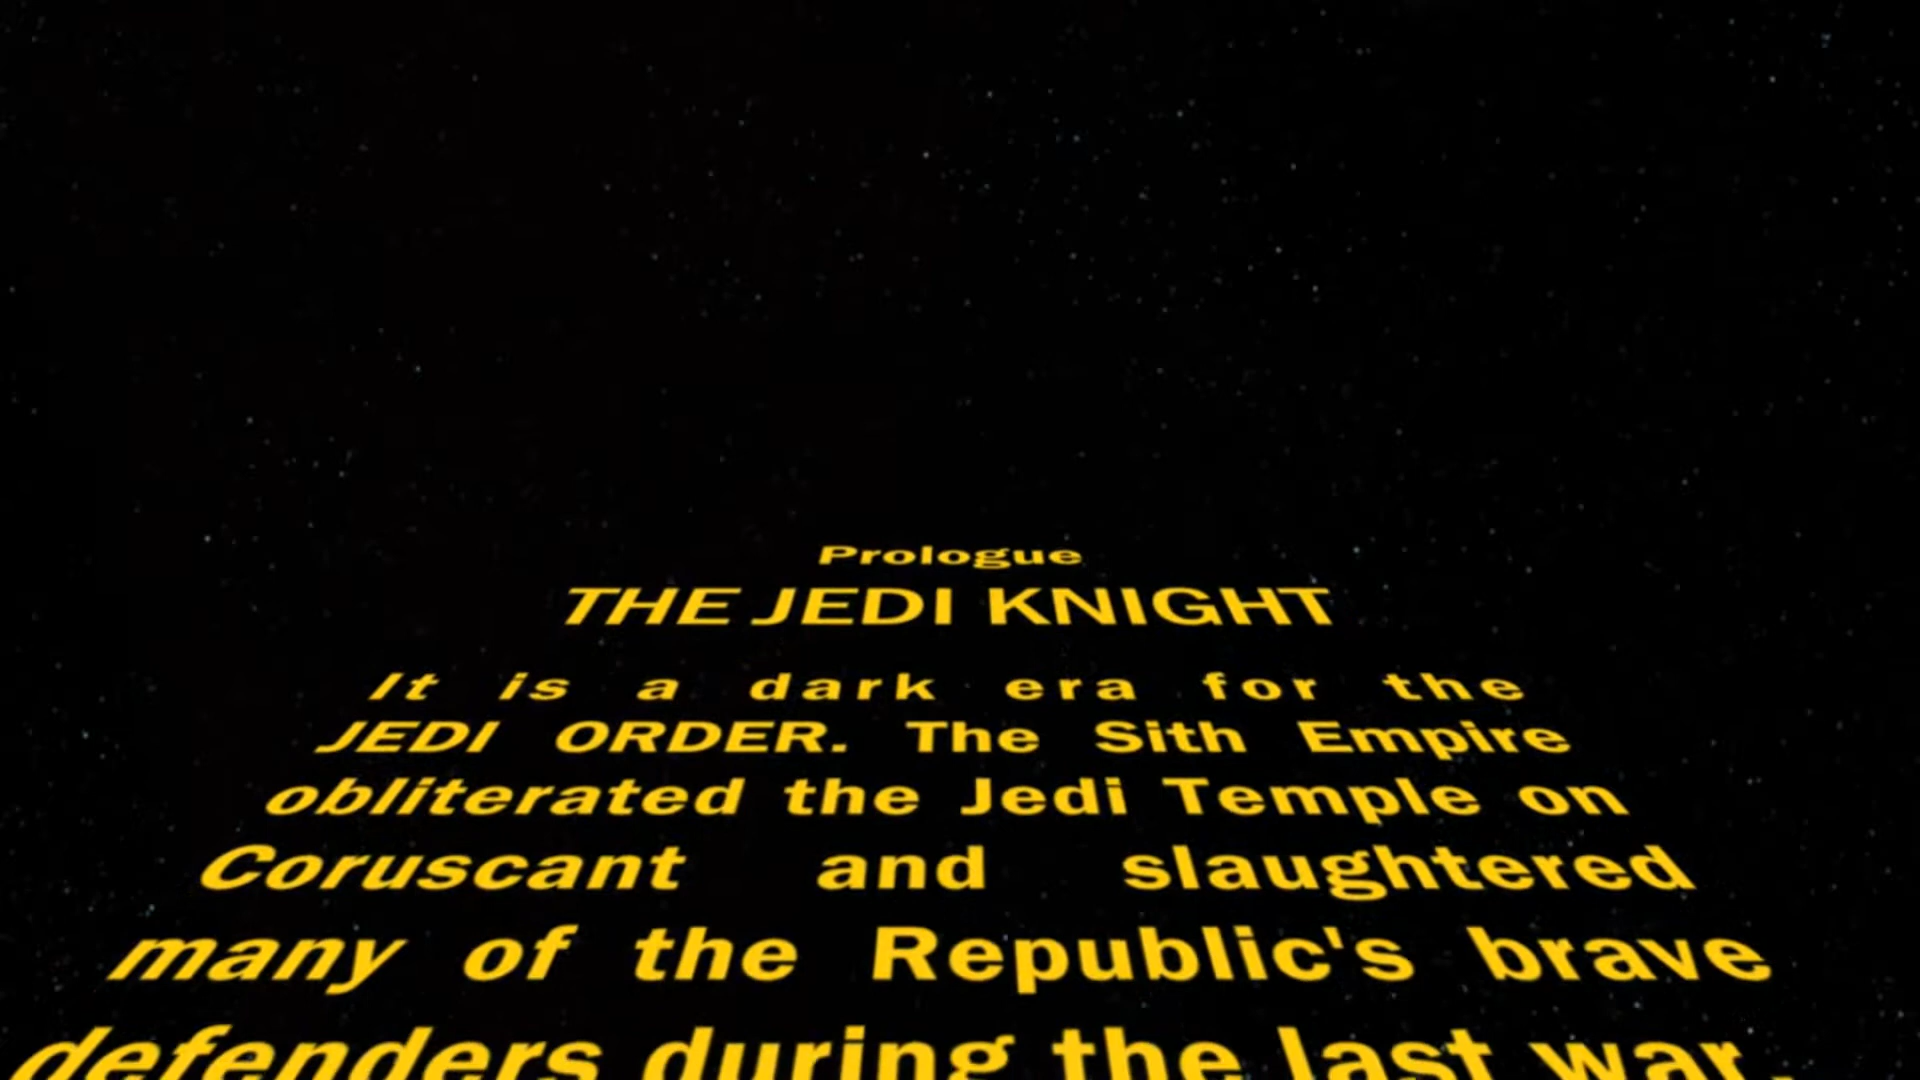 Prologue
THE JEDI KNIGHT
It is a dark era for the
JEDI ORDER. The Sith Empire
obliterated the Jedi Temple on
Coruscant and slaughtered
many of the Republic's brave
defenders during the last war.